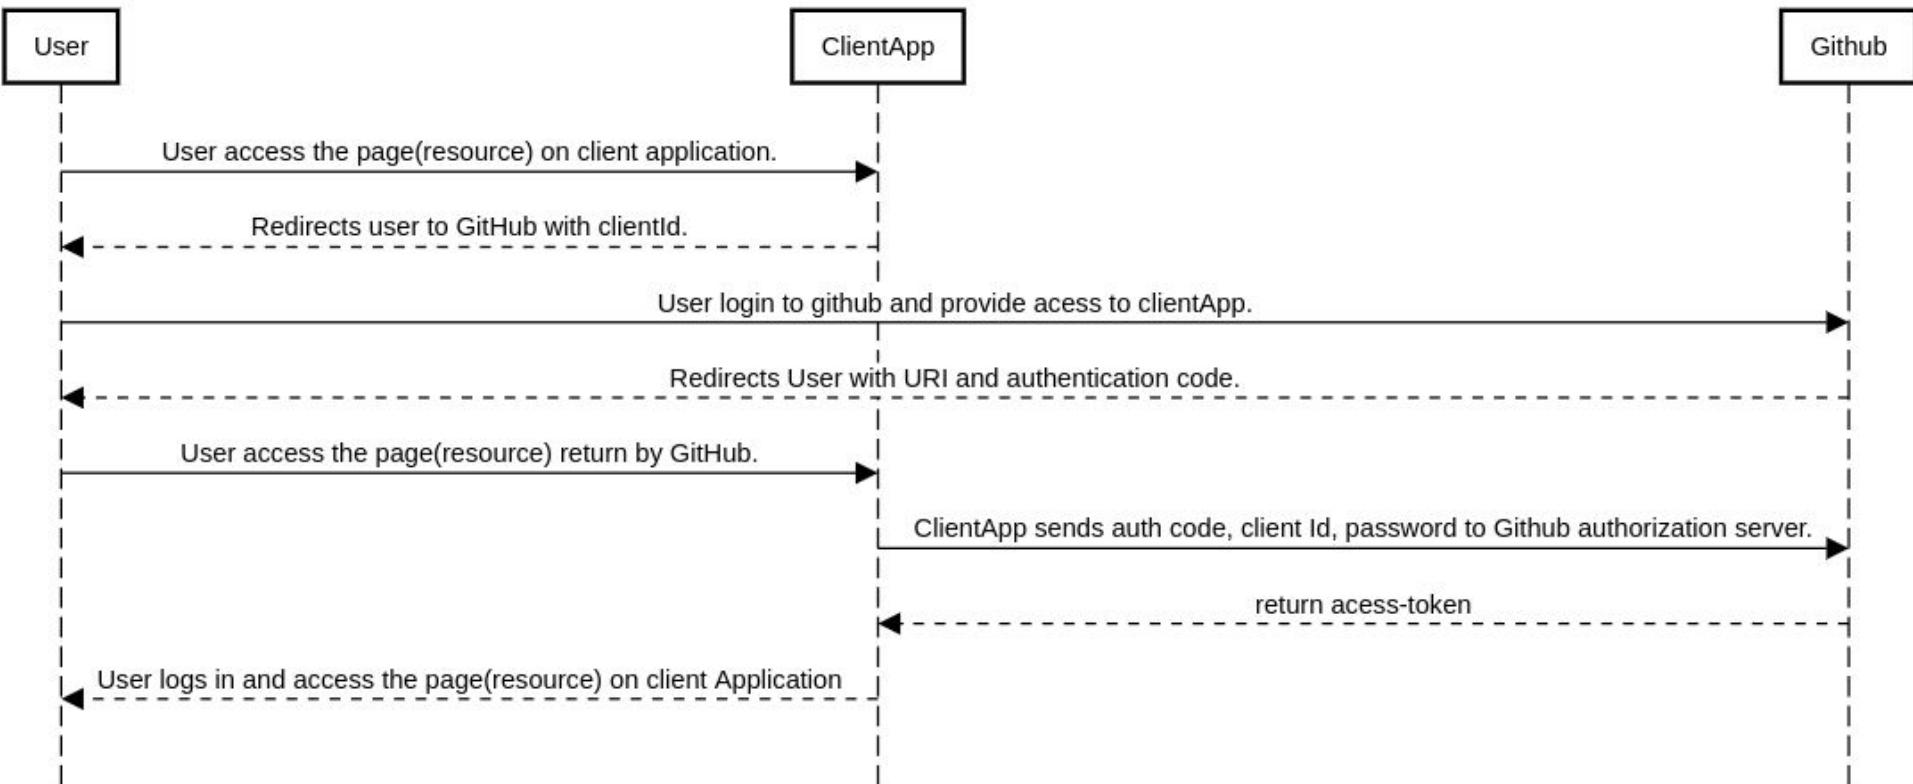 User
ClientApp
Github
User access the page(resource) on client application.
Redirects user to GitHub with clientId.
User login to github and provide acess to clientApp.
Redirects User with URI and authentication code.
User access the page(resource) return by GitHub.
ClientApp sends auth code, client Id, password to Github authorization server.
return acess-token
User logs in and access the page(resource) on client Application